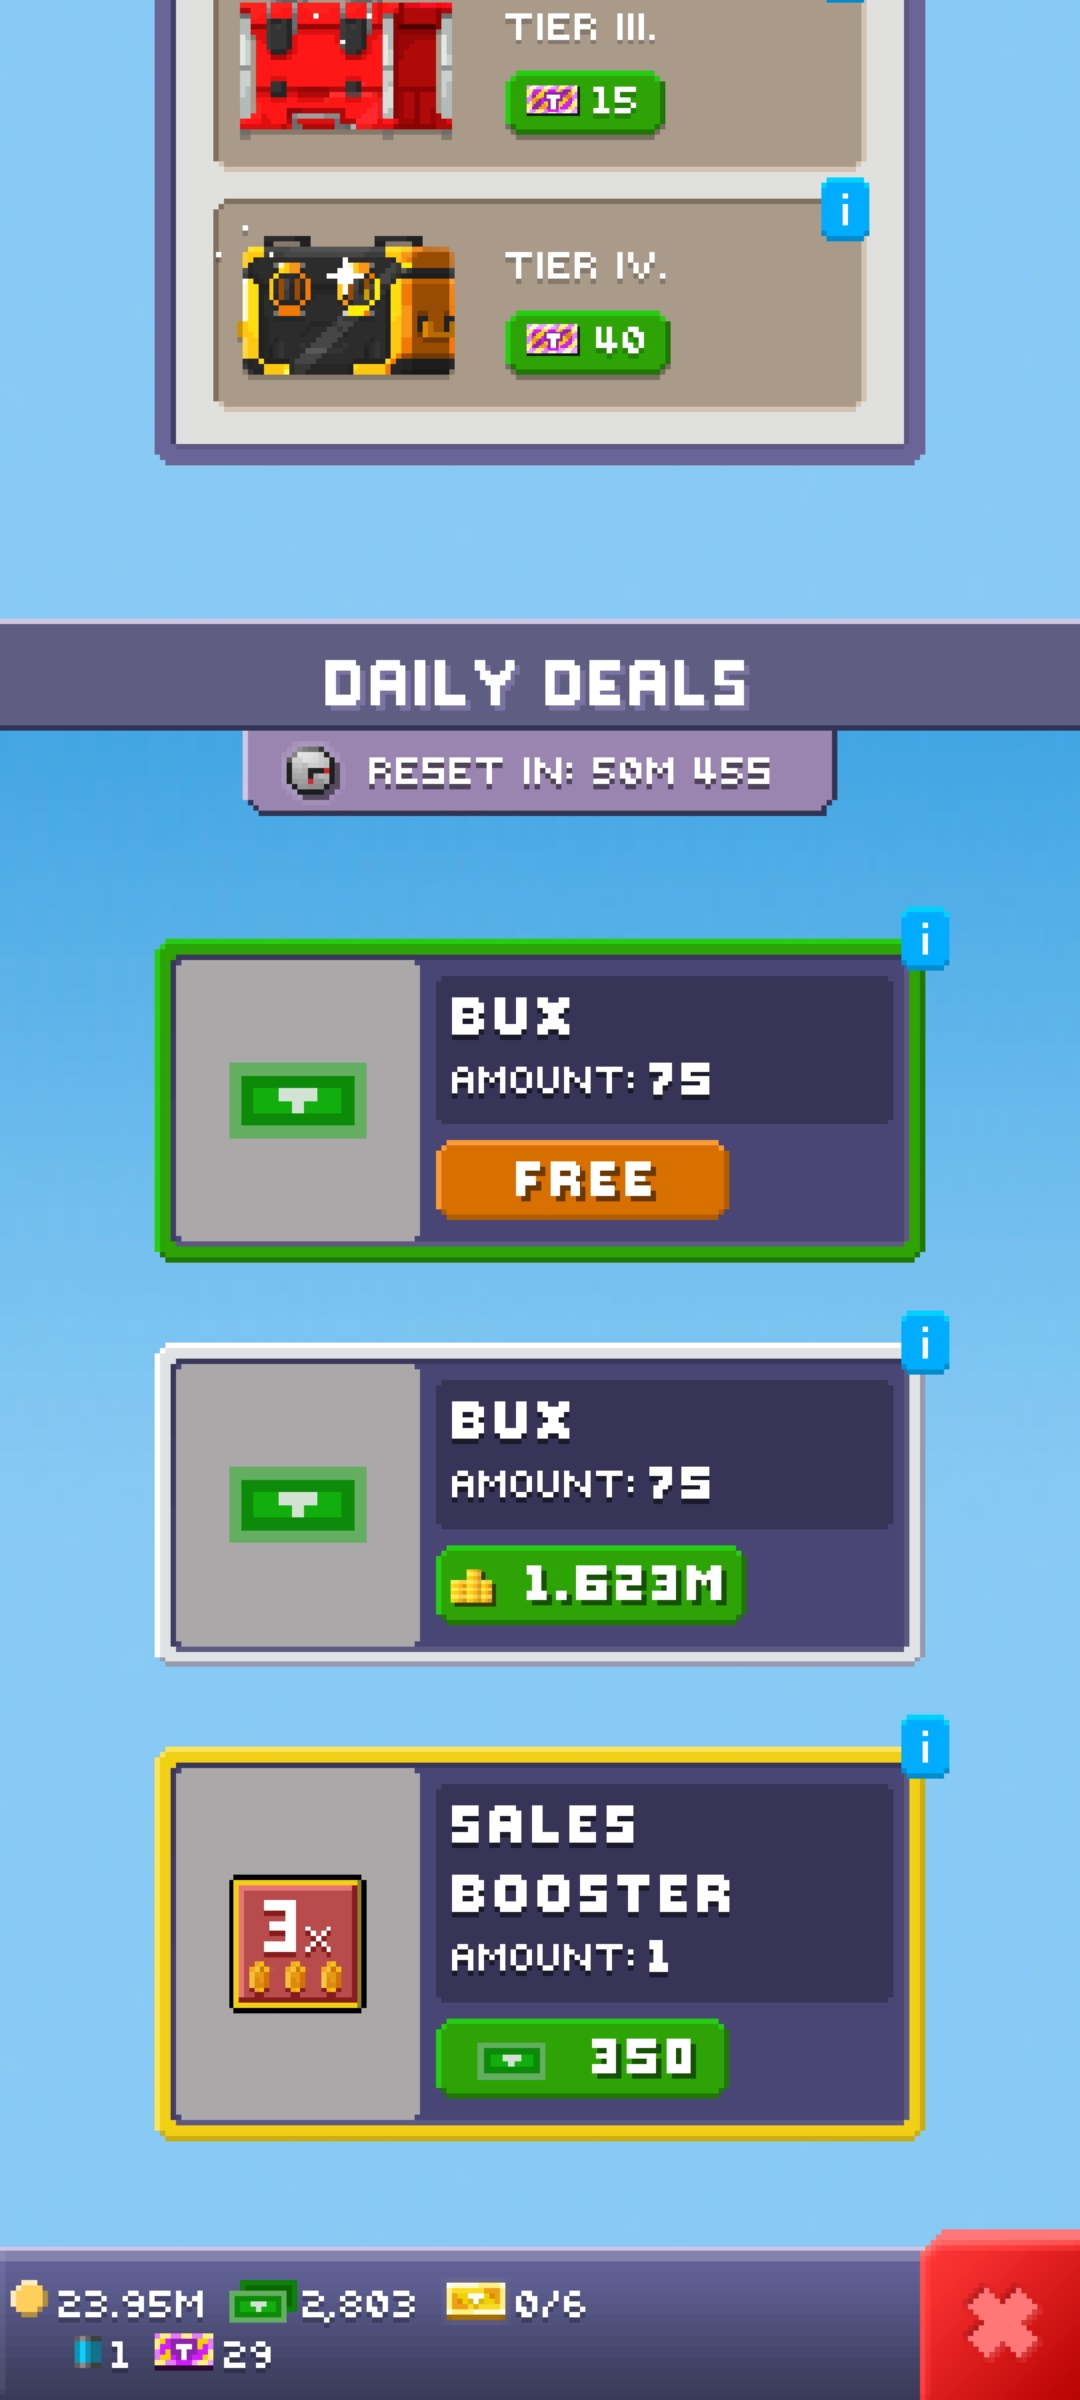 TIER III.
15
i
TIER IV.
40
DAILY DEALS
RESET IN: 50M 45S
i
BUX
AMOUNT: 75
FREE
i
BUX
AMOUNT: 75
1.623M
i
SALES
BOOSTER
AMOUNT: 1
3x
350
23.95M 2,803 0/6
1 29